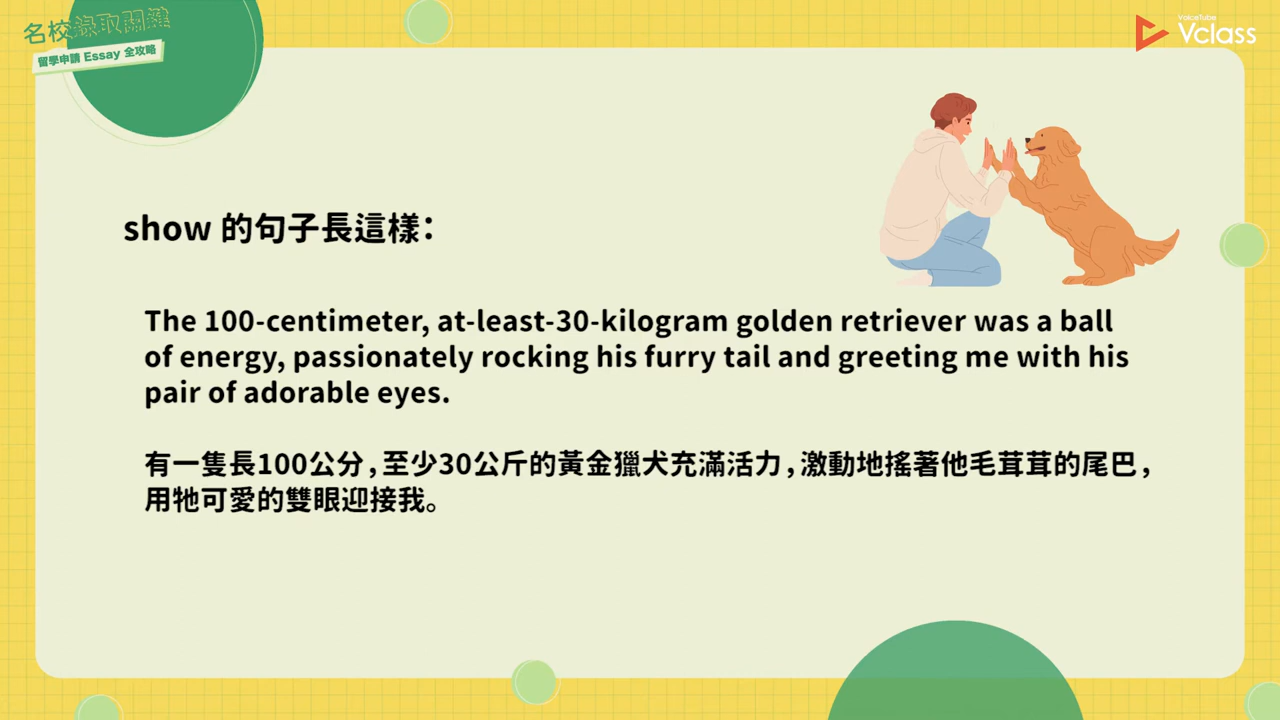 名校錄取關鍵
留學申請 Essay 全攻略
VoiceTube
Vclass
show 的句子長這樣：
The 100-centimeter, at-least-30-kilogram golden retriever was a ball
of energy, passionately rocking his furry tail and greeting me with his
pair of adorable eyes.
有一隻長100公分，至少30公斤的黃金獵犬充滿活力，激動地搖著他毛茸茸的尾巴，
用牠可愛的雙眼迎接我。